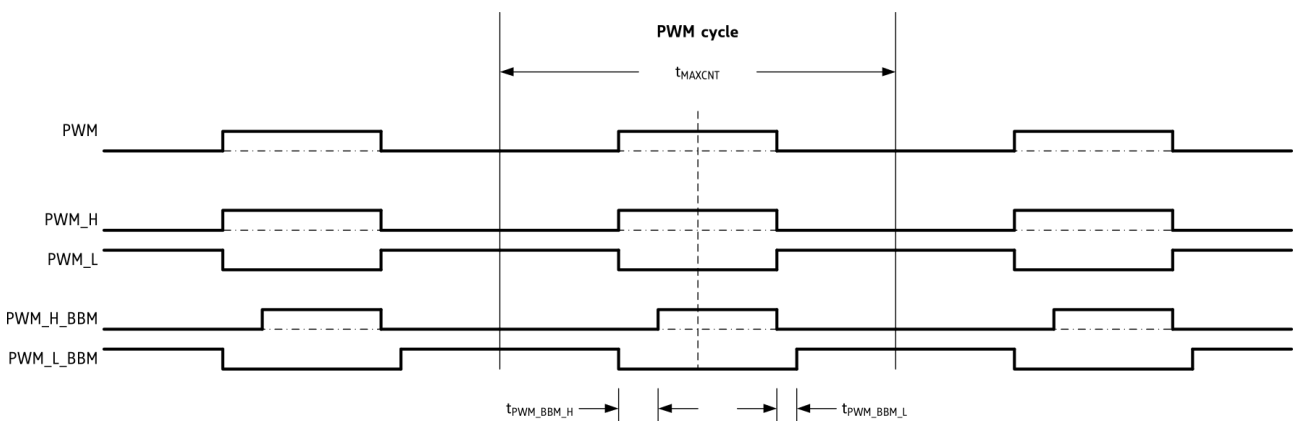 PWM cycle
tMAXCNT
PWM
PWM_H
PWM_L
PWM_H_BBM
PWM_L_BBM
tPWM_BBM_H
tPWM_BBM_L